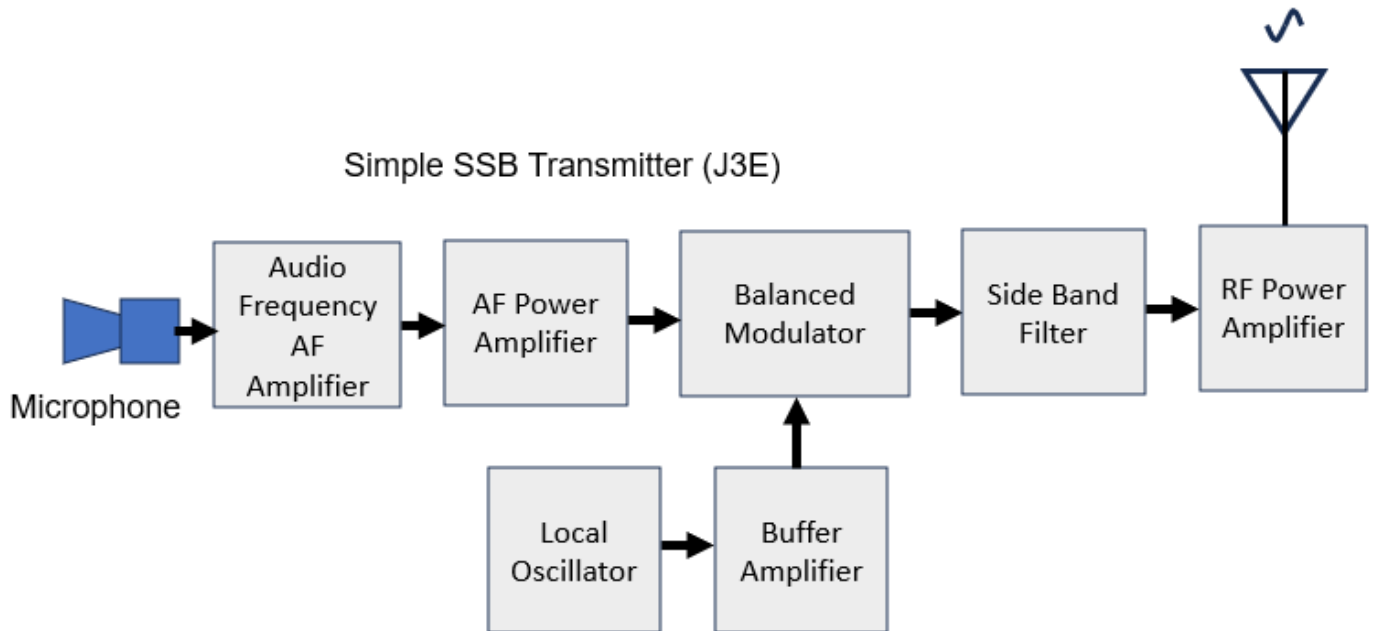 Simple SSB Transmitter (J3E)
Microphone
Audio
Frequency
AF
Amplifier
AF Power
Amplifier
Balanced
Modulator
Side Band
Filter
RF Power
Amplifier
Local
Oscillator
Buffer
Amplifier